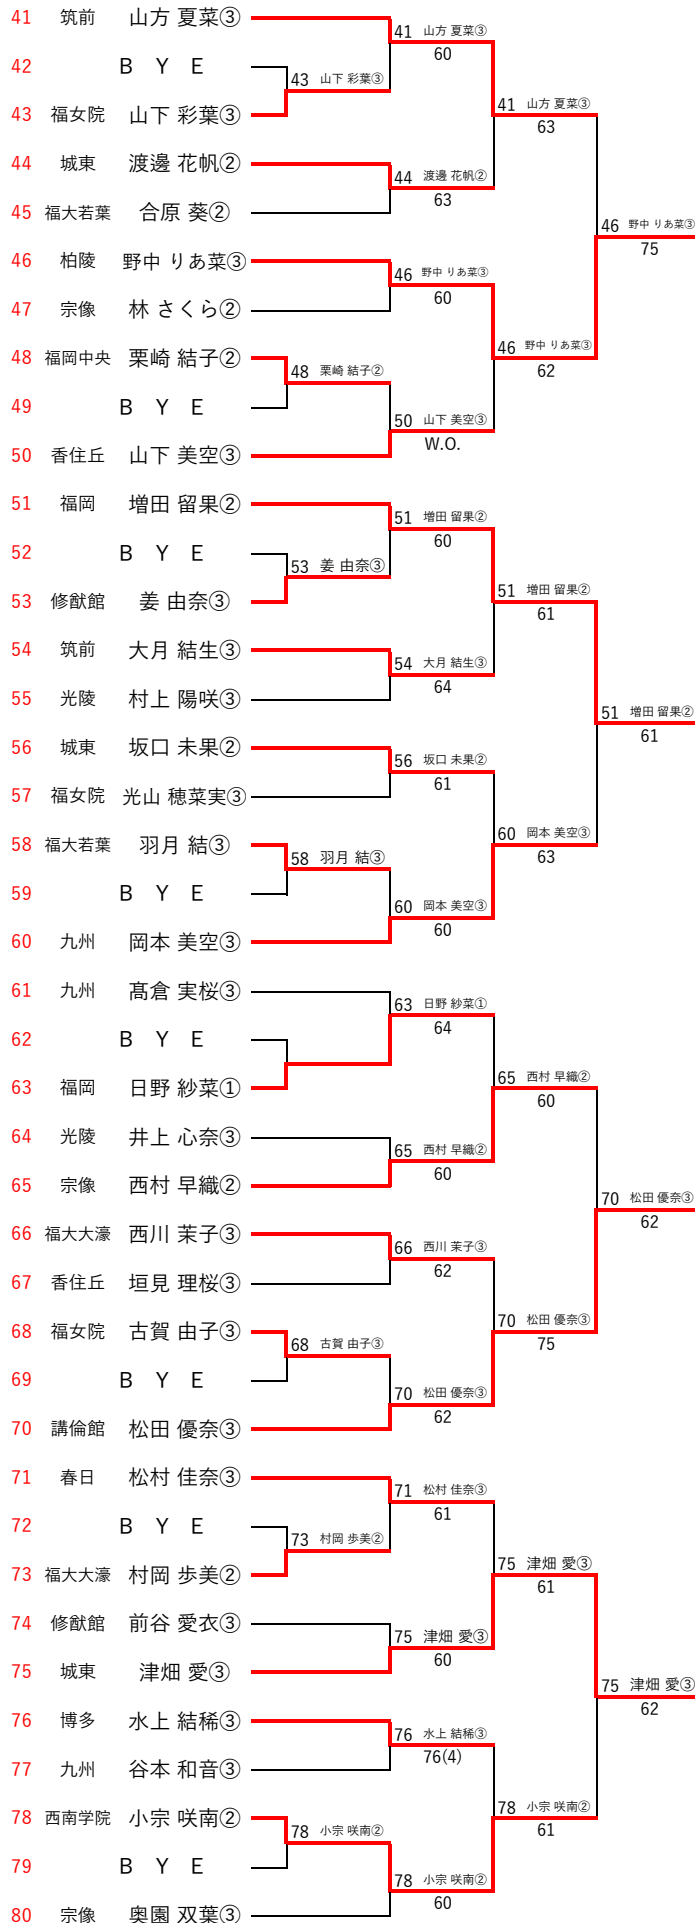 41 筑前 山方 夏菜③
41 山方 夏菜③
60
42 B Y E
43 山下 彩葉③
43 福女院 山下 彩葉③
41 山方 夏菜③
63
44 城東 渡邊 花帆②
44 渡邊 花帆②
63
45 福大若葉 合原 葵②
46 野中 りあ菜③
75
46 柏陵 野中 りあ菜③
46 野中 りあ菜③
60
47 宗像 林 さくら②
46 野中 りあ菜③
62
48 福岡中央 栗崎 結子②
48 栗崎 結子②
49 B Y E
50 山下 美空③
W.O.
50 香住丘 山下 美空③
51 福岡 増田 留果②
51 増田 留果②
60
52 B Y E
53 姜 由奈③
53 修猷館 姜 由奈③
51 増田 留果②
61
54 筑前 大月 結生③
54 大月 結生③
64
55 光陵 村上 陽咲③
51 増田 留果②
61
56 城東 坂口 未果②
56 坂口 未果②
61
57 福女院 光山 穂菜実③
60 岡本 美空③
63
58 福大若葉 羽月 結③
58 羽月 結③
59 B Y E
60 岡本 美空③
60
60 九州 岡本 美空③
61 九州 髙倉 実桜③
63 日野 紗菜①
64
62 B Y E
63 福岡 日野 紗菜①
65 西村 早織②
60
64 光陵 井上 心奈③
65 西村 早織②
60
65 宗像 西村 早織②
70 松田 優奈③
62
66 福大大濠 西川 茉子③
66 西川 茉子③
62
67 香住丘 垣見 理桜③
70 松田 優奈③
75
68 福女院 古賀 由子③
68 古賀 由子③
69 B Y E
70 松田 優奈③
62
70 講倫館 松田 優奈③
71 春日 松村 佳奈③
71 松村 佳奈③
61
72 B Y E
73 村岡 歩美②
73 福大大濠 村岡 歩美②
75 津畑 愛③
61
74 修猷館 前谷 愛衣③
75 津畑 愛③
60
75 城東 津畑 愛③
75 津畑 愛③
62
76 博多 水上 結稀③
76 水上 結稀③
76(4)
77 九州 谷本 和音③
78 小宗 咲南②
61
78 西南学院 小宗 咲南②
78 小宗 咲南②
79 B Y E
78 小宗 咲南②
60
80 宗像 奥園 双葉③